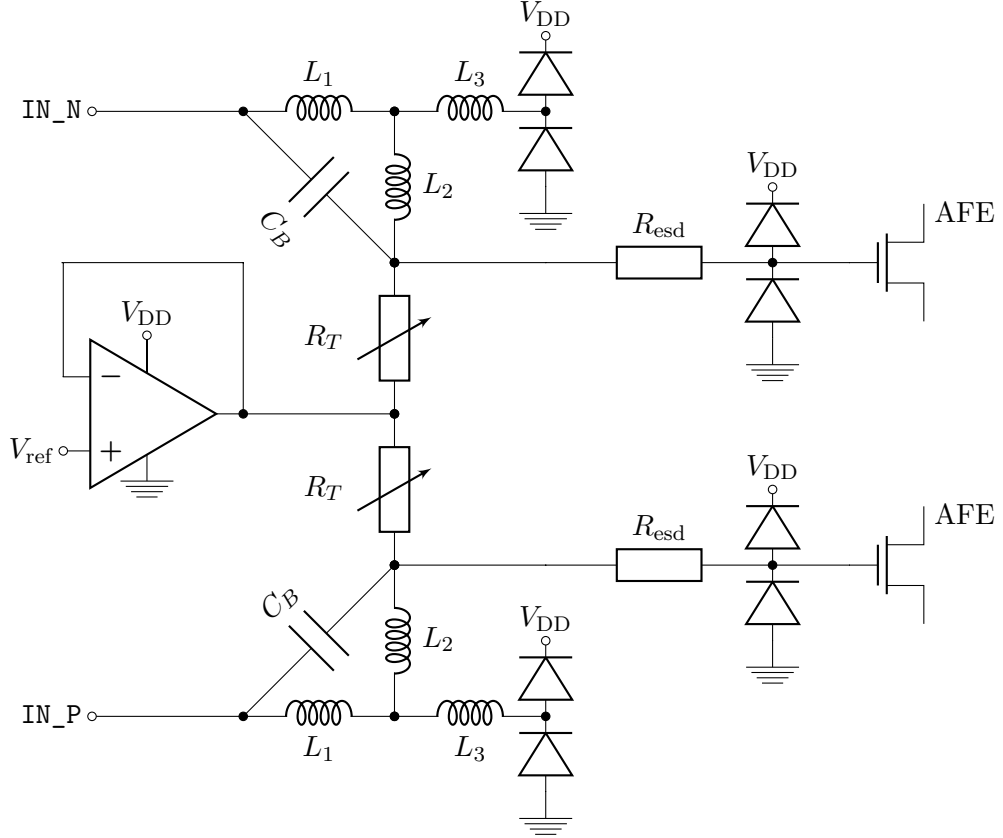 V_DD
L_1
L_3
IN_N
L_2
C_B
V_DD
R_esd
AFE
V_DD
R_T
−
V_ref
+
R_T
V_DD
R_esd
AFE
C_B
V_DD
L_2
IN_P
L_1
L_3